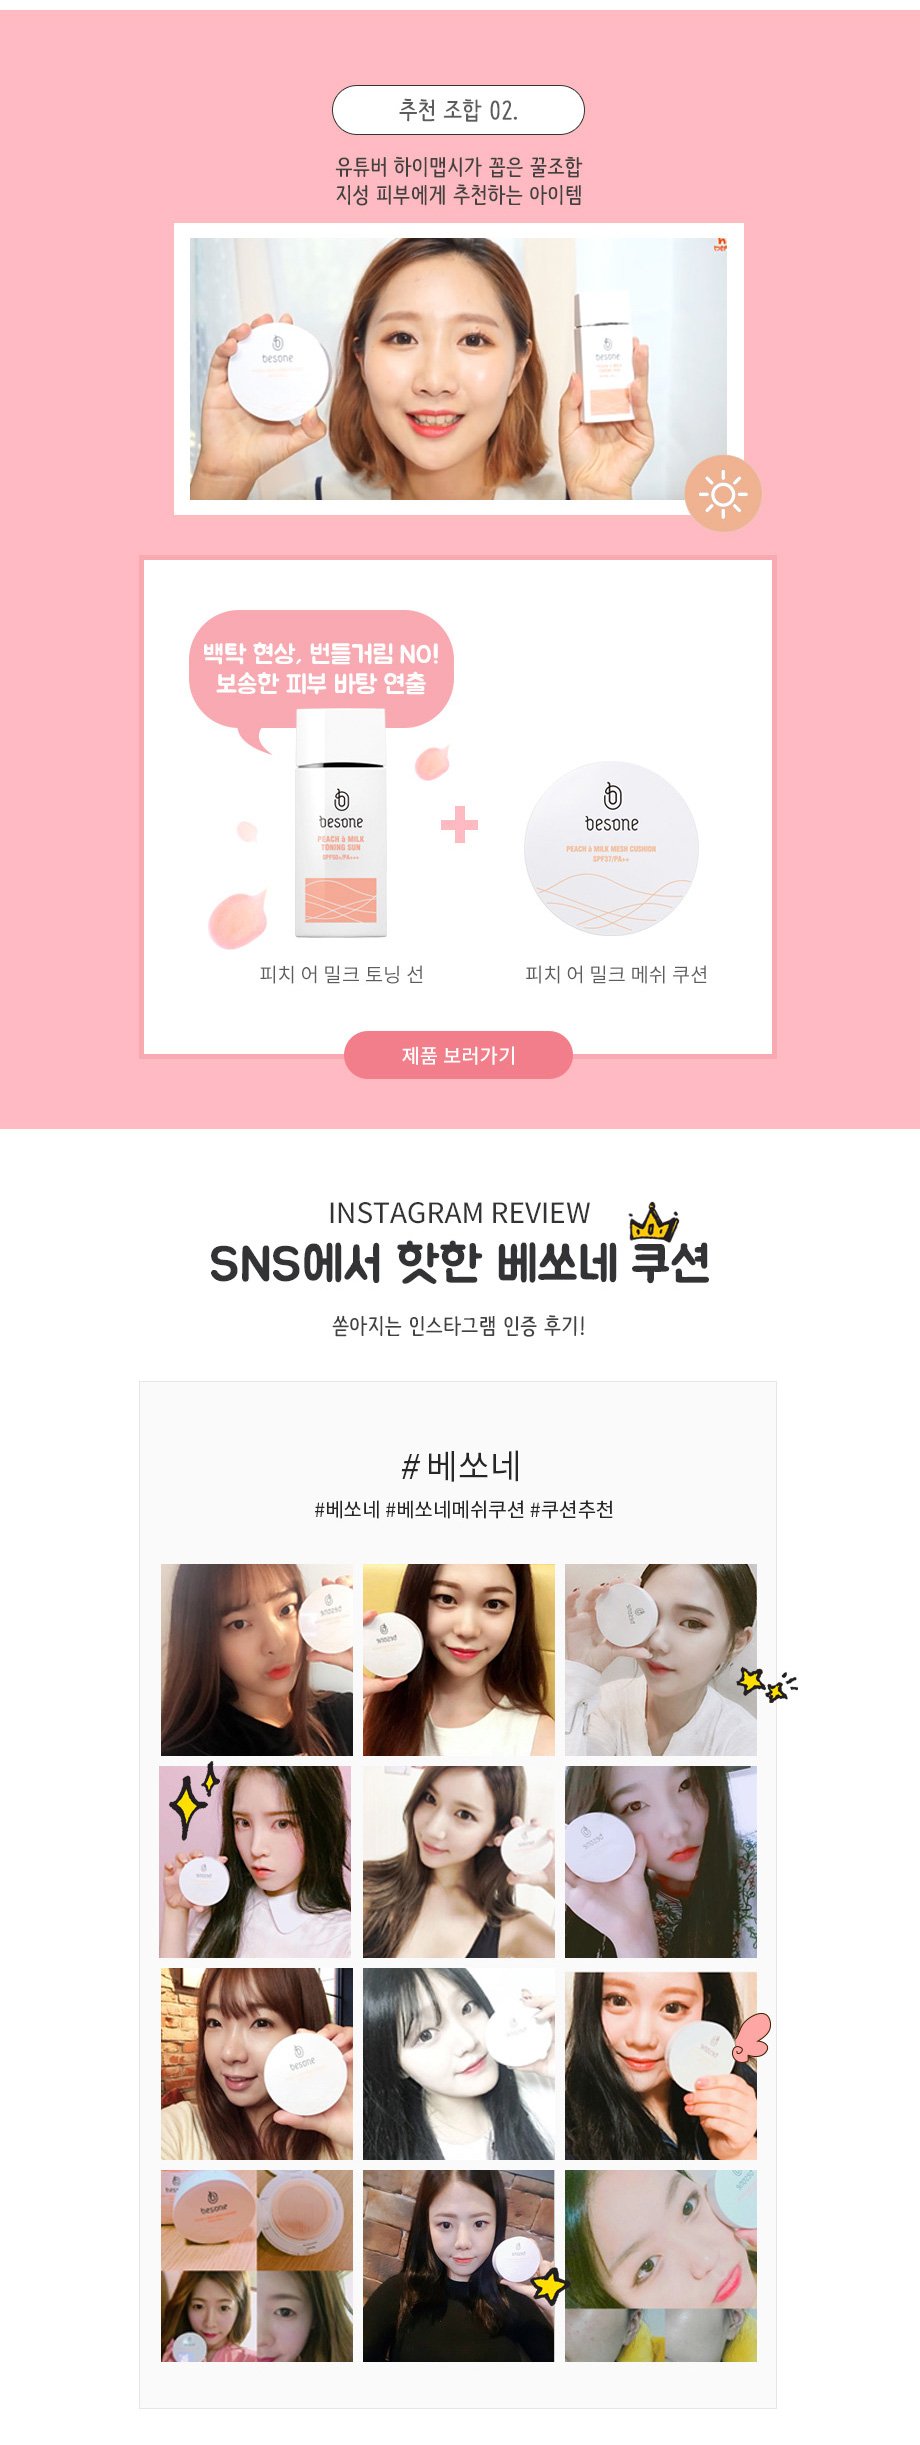 추천 조합 02.
유튜버 하이맵시가 꼽은 꿀조합
지성 피부에게 추천하는 아이템
besone
besone
백탁 현상, 번들거림 NO!
보송한 피부 바탕 연출
besone
PEACH à MILK
TONING SUN
SPF50+/PA+++
besone
PEACH à MILK MESH CUSHION
SPF37/PA++
피치 어 밀크 토닝 선
피치 어 밀크 메쉬 쿠션
제품 보러가기
INSTAGRAM REVIEW
SNS에서 핫한 베쏘네 쿠션
쏟아지는 인스타그램 인증 후기!
# 베쏘네
#베쏘네 #베쏘네메쉬쿠션 #쿠션추천
besone
besone